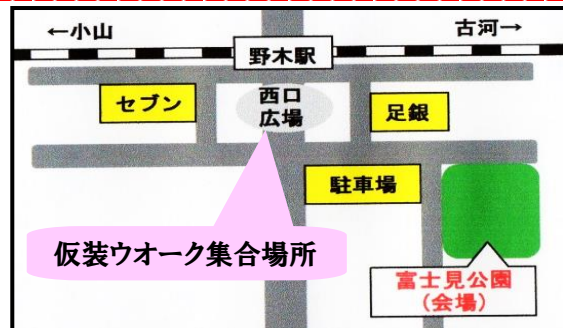 ←小山
古河→
野木駅
セブン
西口
広場
足銀
駐車場
仮装ウオーク集合場所
富士見公園
(会場)